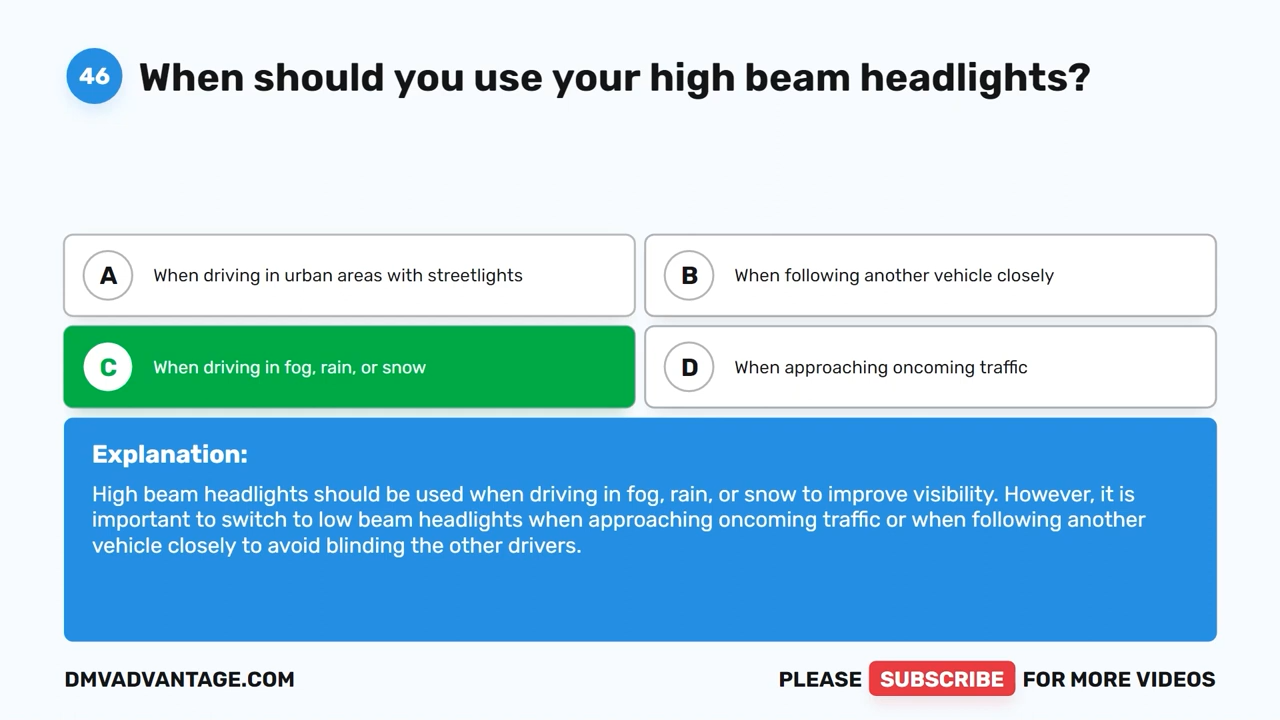 46 When should you use your high beam headlights?
A When driving in urban areas with streetlights
B When following another vehicle closely
C When driving in fog, rain, or snow
D When approaching oncoming traffic
Explanation:
High beam headlights should be used when driving in fog, rain, or snow to improve visibility. However, it is
important to switch to low beam headlights when approaching oncoming traffic or when following another
vehicle closely to avoid blinding the other drivers.
DMVADVANTAGE.COM
PLEASE SUBSCRIBE FOR MORE VIDEOS